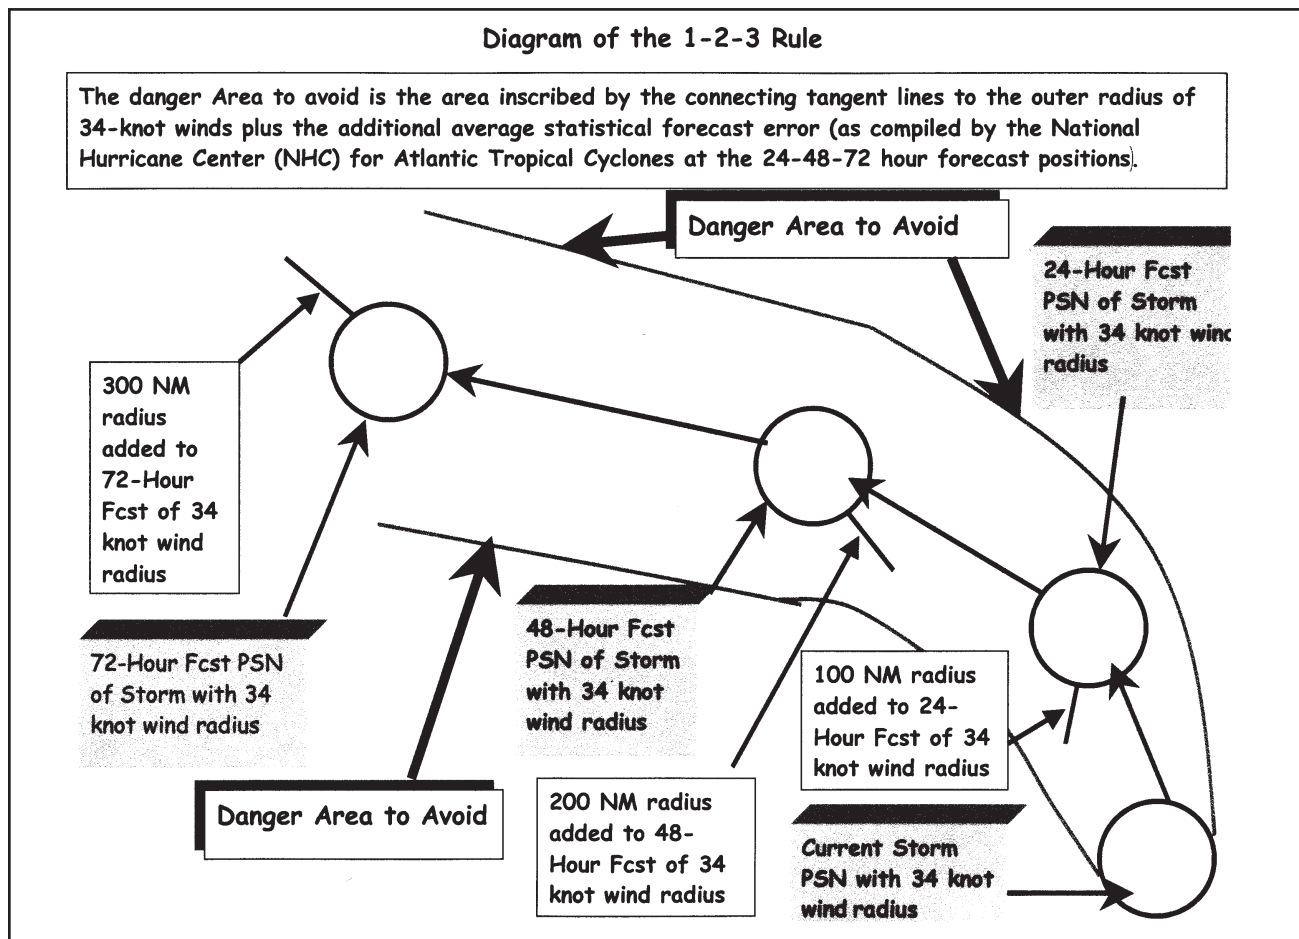 Diagram of the 1-2-3 Rule
The danger Area to avoid is the area inscribed by the connecting tangent lines to the outer radius of
34-knot winds plus the additional average statistical forecast error (as compiled by the National
Hurricane Center (NHC) for Atlantic Tropical Cyclones at the 24-48-72 hour forecast positions).
Danger Area to Avoid
24-Hour Fcst
PSN of Storm
with 34 knot wind
radius
300 NM
radius
added to
72-Hour
Fcst of 34
knot wind
radius
72-Hour Fcst PSN
of Storm with 34
knot wind radius
48-Hour Fcst
PSN of Storm
with 34 knot
wind radius
100 NM radius
added to 24-
Hour Fcst of 34
knot wind radius
Danger Area to Avoid
200 NM radius
added to 48-
Hour Fcst of 34
knot wind radius
Current Storm
PSN with 34 knot
wind radius